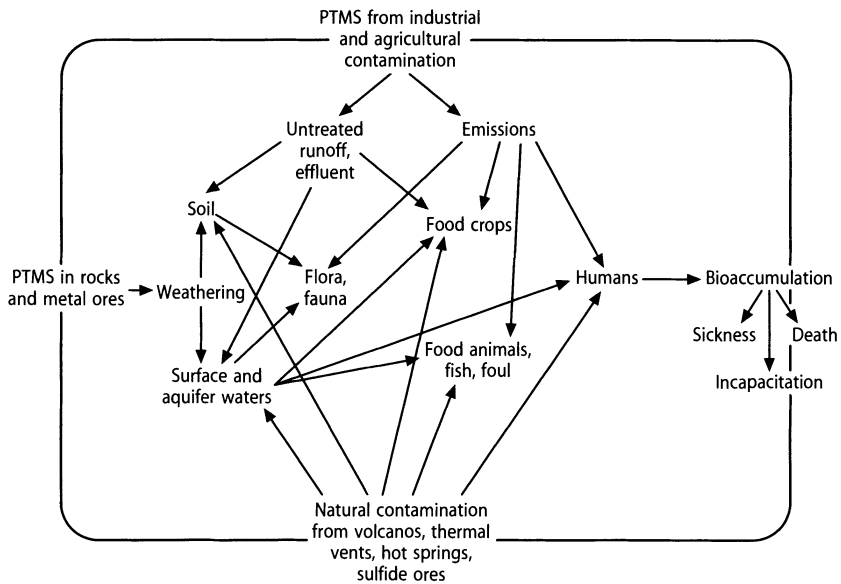 PTMS from industrial
and agricultural
contamination
Untreated
runoff,
effluent
Emissions
Soil
Food crops
PTMS in rocks
and metal ores
Weathering
Flora,
fauna
Humans
Bioaccumulation
Sickness
Death
Incapacitation
Food animals,
fish, foul
Surface and
aquifer waters
Natural contamination
from volcanos, thermal
vents, hot springs,
sulfide ores